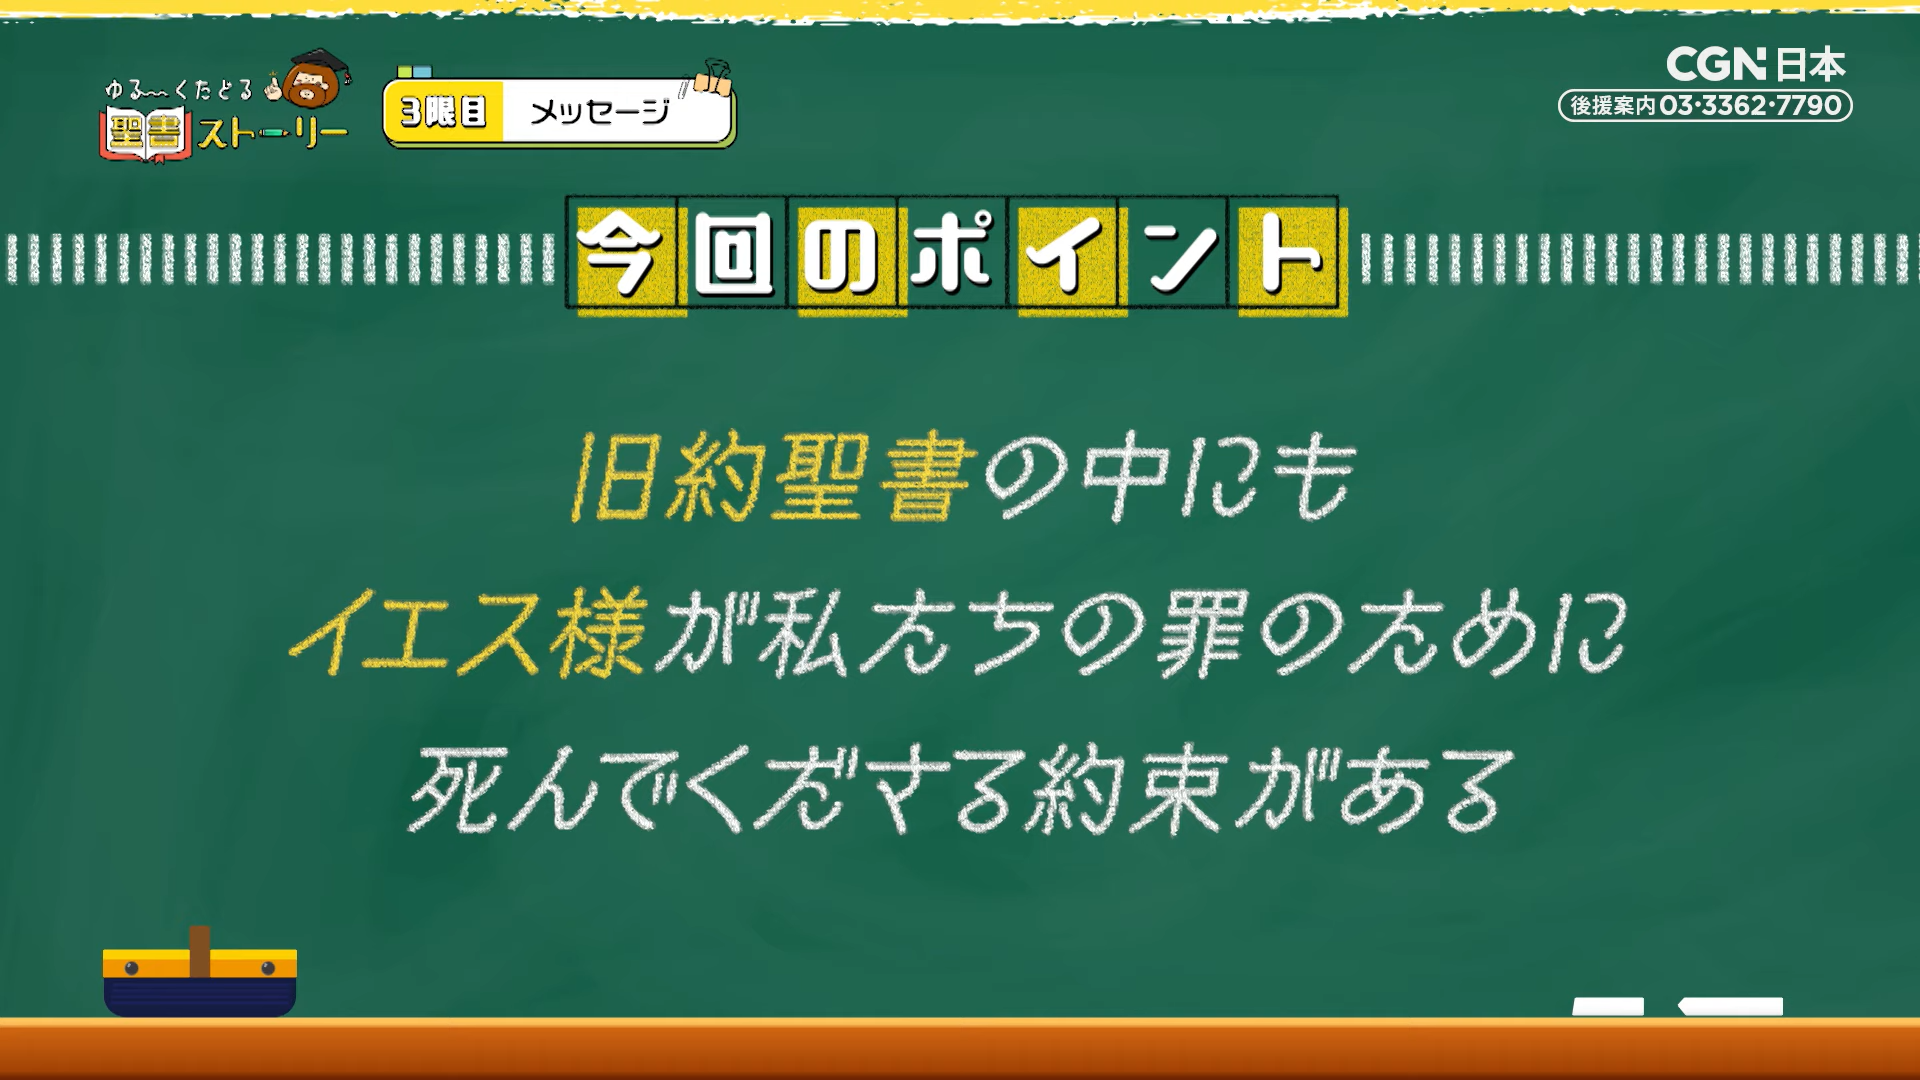 ゆる〜くたどる
聖書ストーリー
3限目 メッセージ
CGN日本
後援案内03·3362·7790
今回のポイント
旧約聖書の中にも
イエス様が私たちの罪のために
死んでくださる約束がある